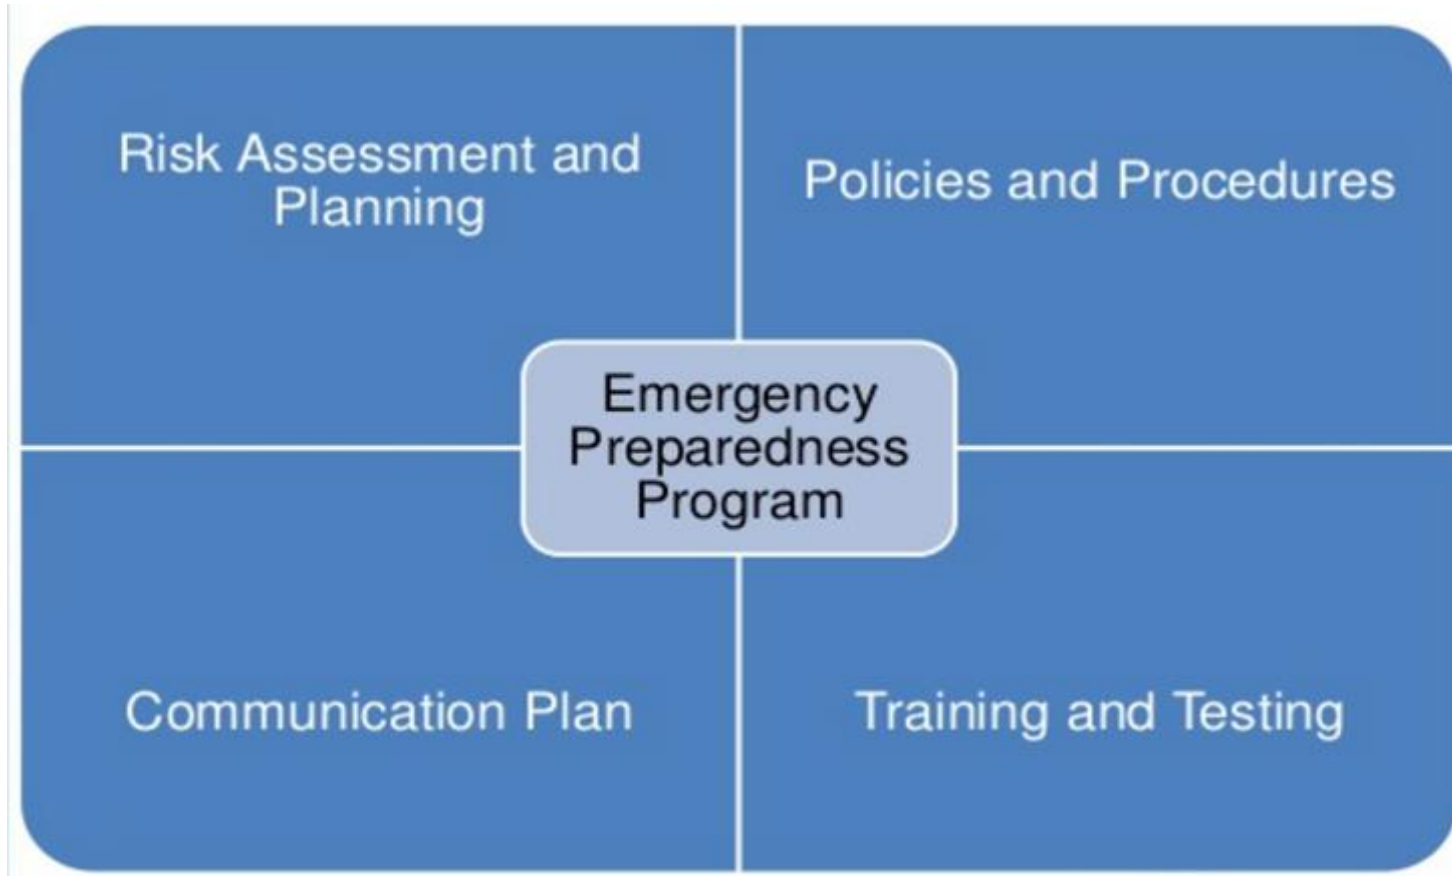 Risk Assessment and
Planning
Policies and Procedures
Emergency
Preparedness
Program
Communication Plan
Training and Testing